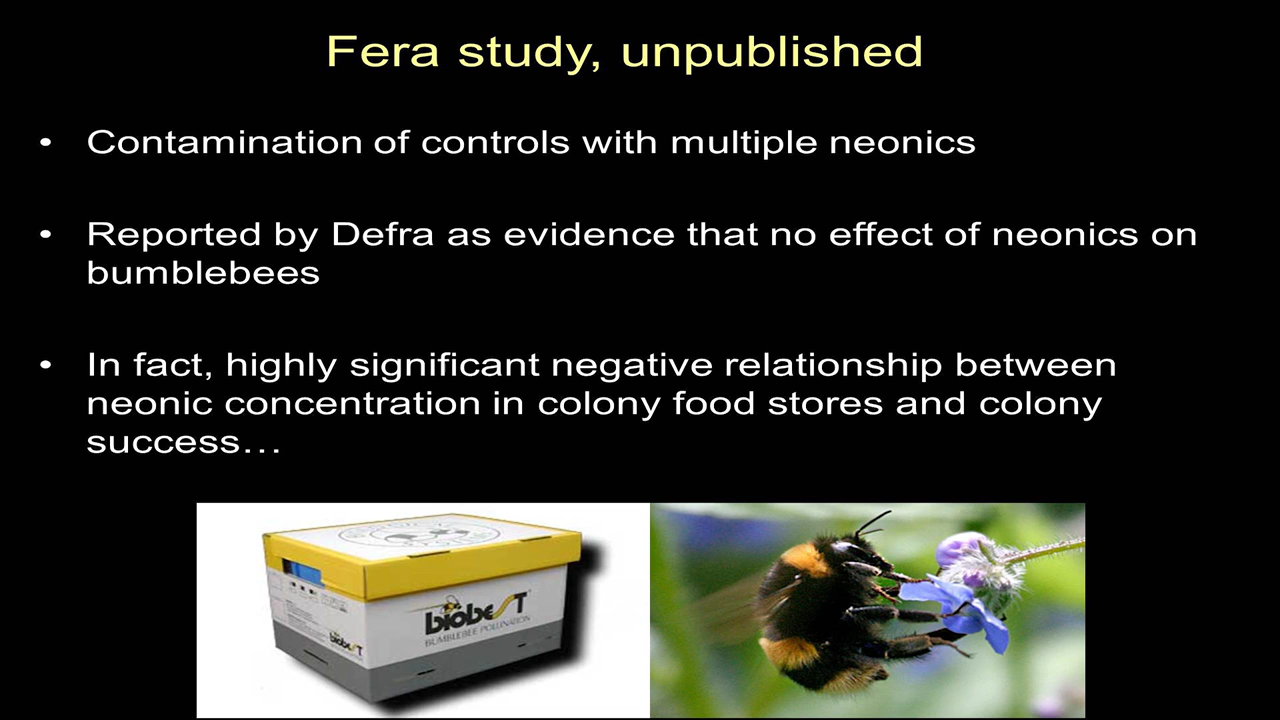 Fera study, unpublished
• Contamination of controls with multiple neonics
• Reported by Defra as evidence that no effect of neonics on
bumblebees
• In fact, highly significant negative relationship between
neonic concentration in colony food stores and colony
success…
biobest
BUMBLEBEE POLLINATION
biobest